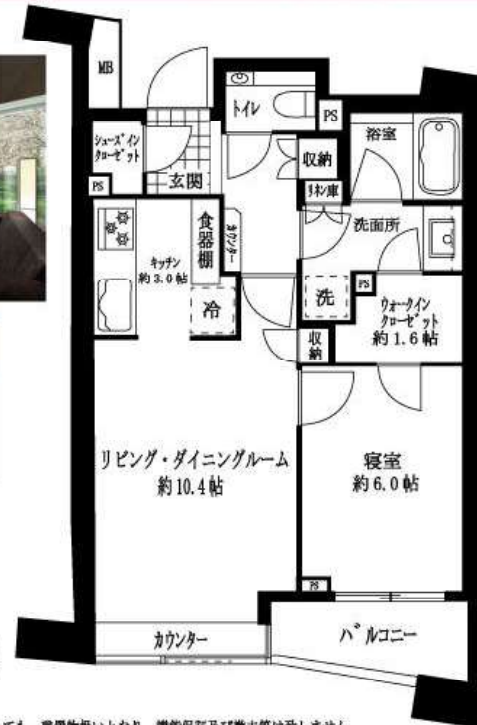 MB
トイレ
PS
シューズイン
クローゼット
PS
玄関
収納
リネン庫
浴室
洗面所
キッチン
約3.0帖
食器棚
カウンター
冷
洗
PS
ウォークイン
クローゼット
約1.6帖
収納
リビング・ダイニングルーム
約10.4帖
寝室
約6.0帖
PS
カウンター
バルコニー